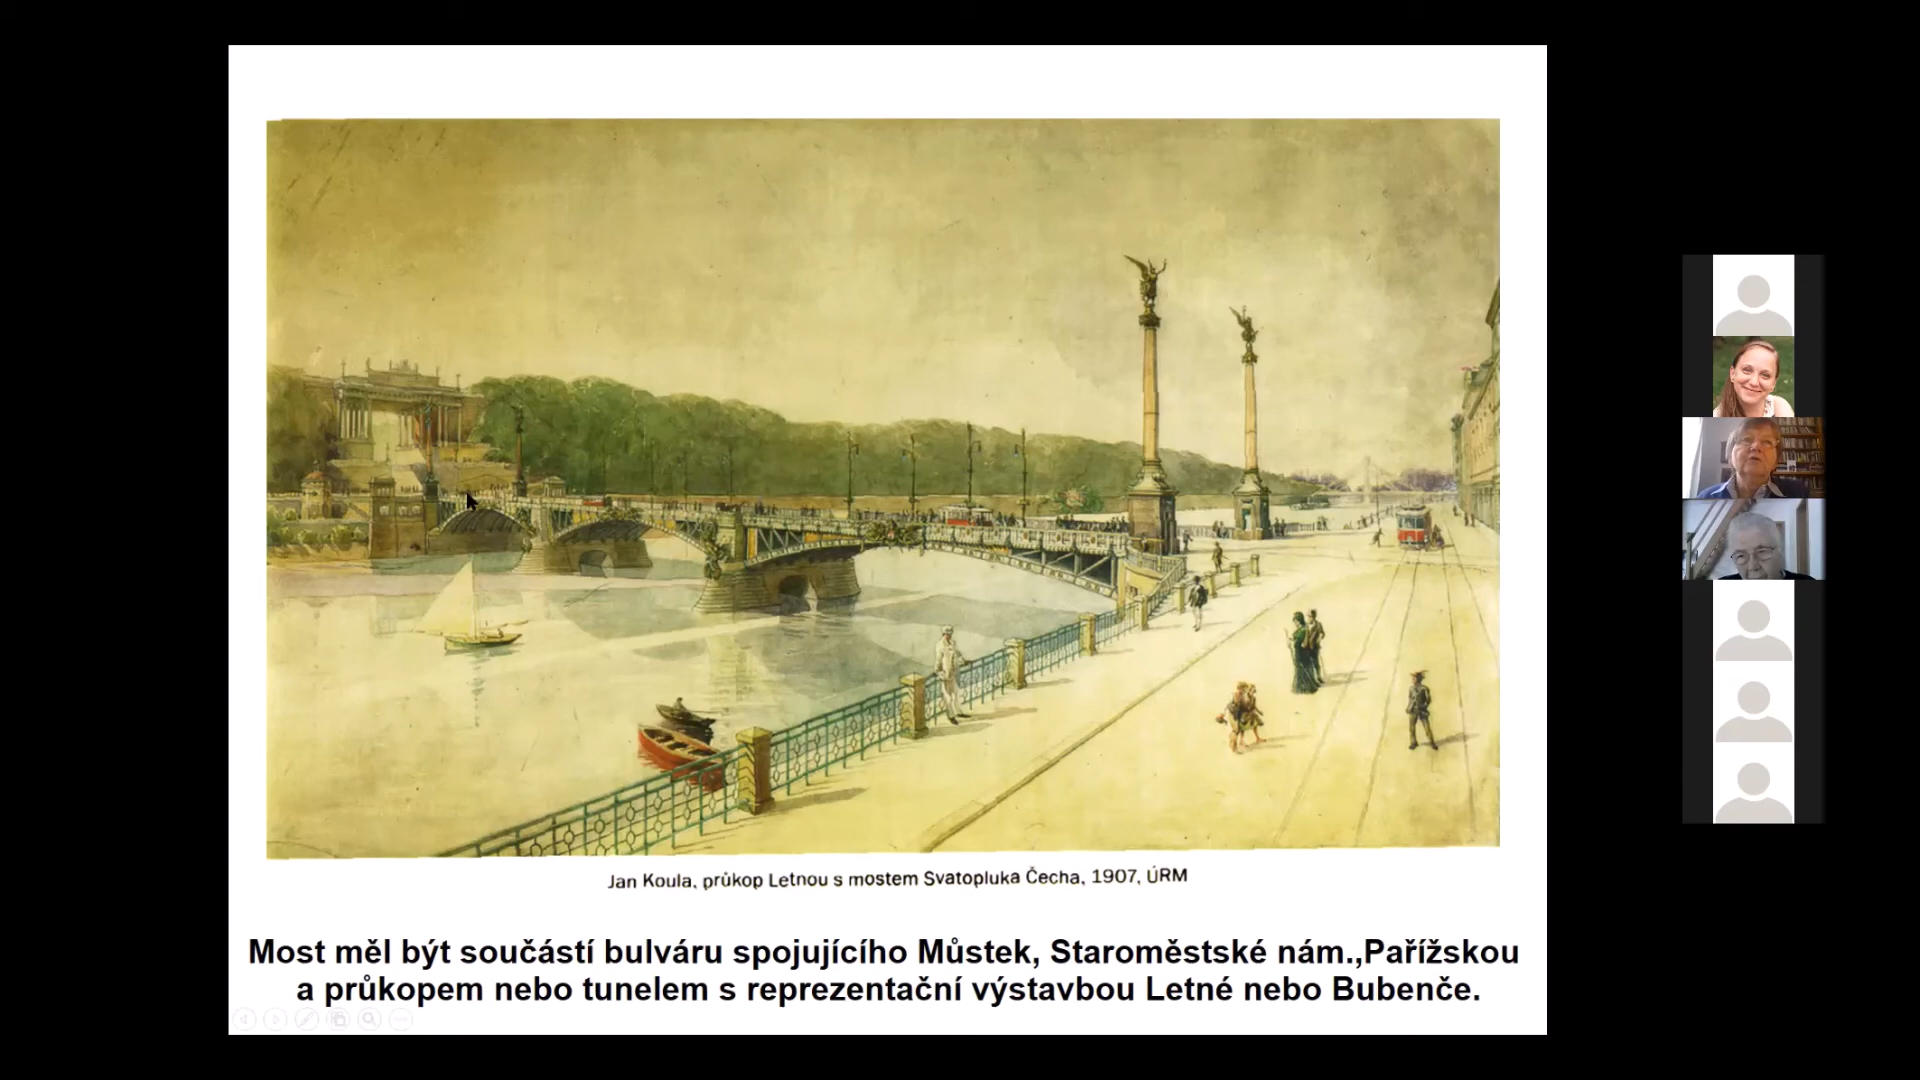 Jan Koula, průkop Letnou s mostem Svatopluka Čecha, 1907, ÚRM
Most měl být součástí bulváru spojujícího Můstek, Staroměstské nám.,Pařížskou
a průkopem nebo tunelem s reprezentační výstavbou Letné nebo Bubenče.